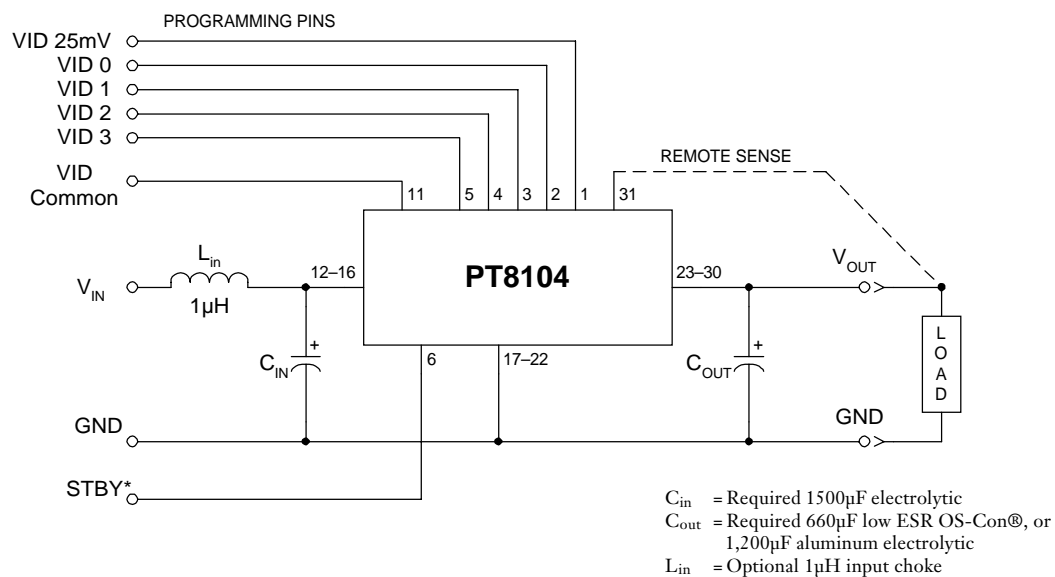 PROGRAMMING PINS
VID 25mV
VID 0
VID 1
VID 2
VID 3
VID
Common
REMOTE SENSE
11 5 4 3 2 1 31
Lin
1µH
VIN
12–16
PT8104
23–30
VOUT
CIN
+
6
17–22
COUT
+
LOAD
GND
GND
STBY*
Cin = Required 1500µF electrolytic
Cout = Required 660µF low ESR OS-Con®, or
1,200µF aluminum electrolytic
Lin = Optional 1µH input choke